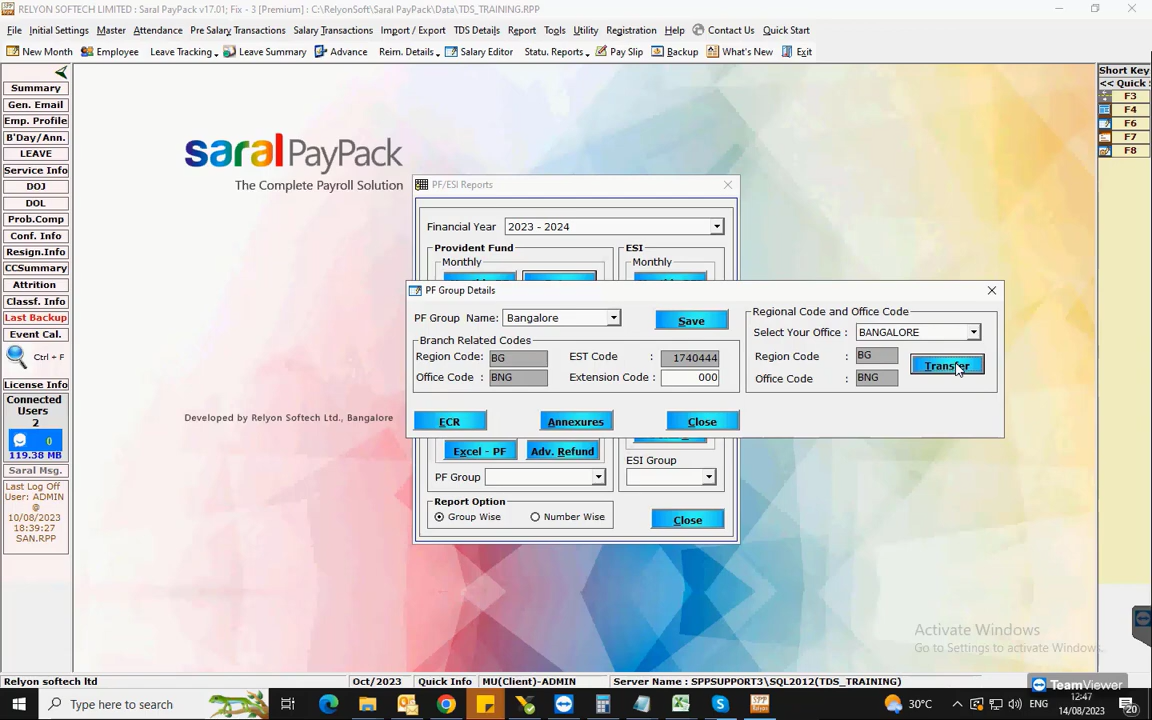 RELYON SOFTECH LIMITED : Saral PayPack v17.01; Fix - 3 [Premium] : C:\RelyonSoft\Saral PayPack\Data\TDS_TRAINING.RPP
File Initial Settings Master Attendance Pre Salary Transactions Salary Transactions Import / Export TDS Details Report Tools Utility Registration Help Contact Us Quick Start
New Month Employee Leave Tracking Leave Summary Advance Reim. Details Salary Editor Statu. Reports Pay Slip Backup What's New Exit
Summary
Gen. Email
Emp. Profile
B'Day/Ann.
LEAVE
Service Info
DOJ
DOL
Prob.Comp
Conf. Info
Resign.Info
CCSummary
Attrition
Classf. Info
Last Backup
Event Cal.
Ctrl + F
License Info
Connected
Users
2
0
119.38 MB
Saral Msg.
Last Log Off
User: ADMIN
@
10/08/2023
18:39:27
SAN.RPP
saral PayPack
The Complete Payroll Solution
Developed by Relyon Softech Ltd., Bangalore
PF/ESI Reports
Financial Year 2023 - 2024
Provident Fund ESI
Monthly Monthly
PF Group Details
PF Group Name: Bangalore Save
Branch Related Codes
Region Code: BG EST Code : 1740444
Office Code : BNG Extension Code : 000
ECR Annexures Close
Regional Code and Office Code
Select Your Office : BANGALORE
Region Code : BG Transfer
Office Code : BNG
Excel - PF Adv. Refund
ESI Group
PF Group
Report Option
Group Wise Number Wise Close
Short Key
<< Quick :
F3
F4
F6
F7
F8
Activate Windows
Go to Settings to activate Windows.
Relyon softech ltd Oct/2023 Quick Info MU(Client)-ADMIN Server Name : SPPSUPPORT3\SQL2012(TDS_TRAINING)
TeamViewer
Type here to search 30°C ENG 12:47
14/08/2023 20